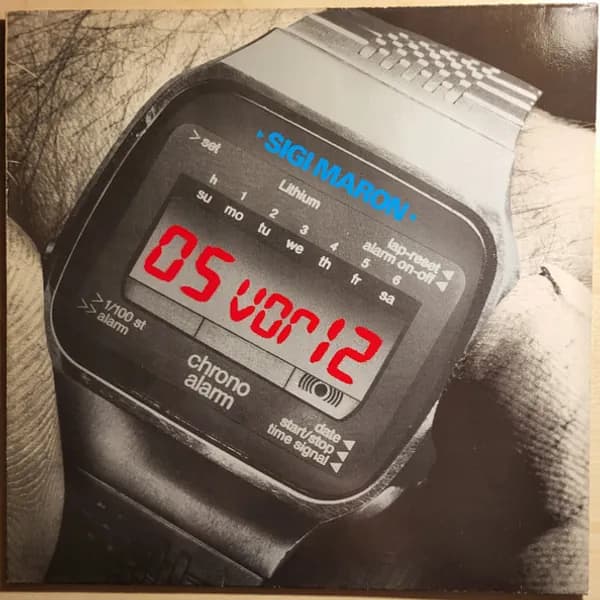 SIGI MARON
>set
Lithium
h 1 2 3 4 5 6
su mo tu we th fr sa
lap-reset
alarm on-off
05 vor 12
>1/100 st
>>alarm
chrono
alarm
date
start/stop
time signal